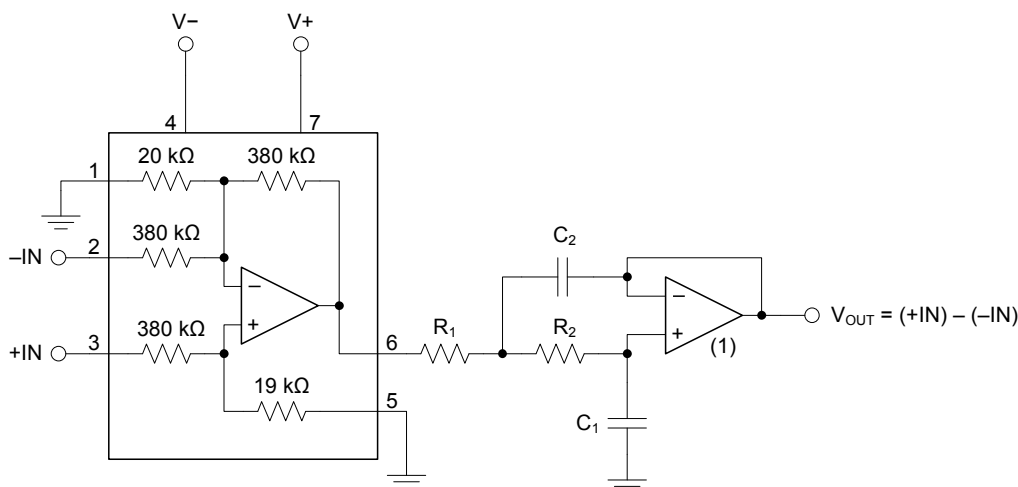 V− V+
4 7
20 kΩ 380 kΩ
1
380 kΩ
−IN 2
−
+
380 kΩ
+IN 3
6
19 kΩ
5
R₁
C₂
R₂
C₁
−
+
(1)
V_OUT = (+IN) – (–IN)